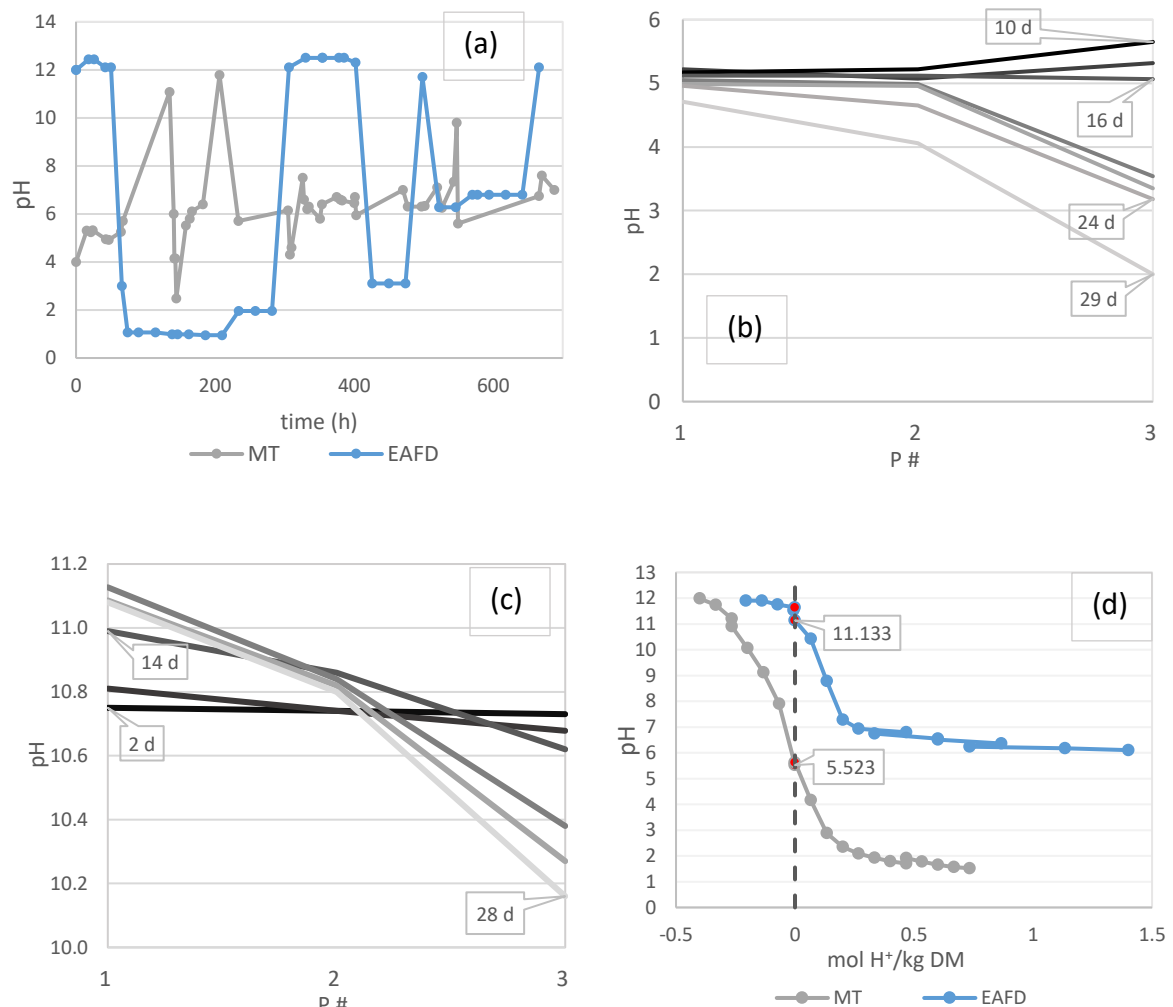 (a)
14
12
10
8
6
4
2
0
pH
0 200 400 600
time (h)
MT EAFD
(b)
6
5
4
3
2
1
0
pH
10 d
16 d
24 d
29 d
1 2 3
P #
(c)
11.2
11.0
10.8
10.6
10.4
10.2
10.0
pH
14 d
2 d
28 d
1 2 3
P #
(d)
13
12
11
10
9
8
7
6
5
4
3
2
1
0
pH
11.133
5.523
-0.5 0 0.5 1 1.5
mol H⁺/kg DM
MT EAFD